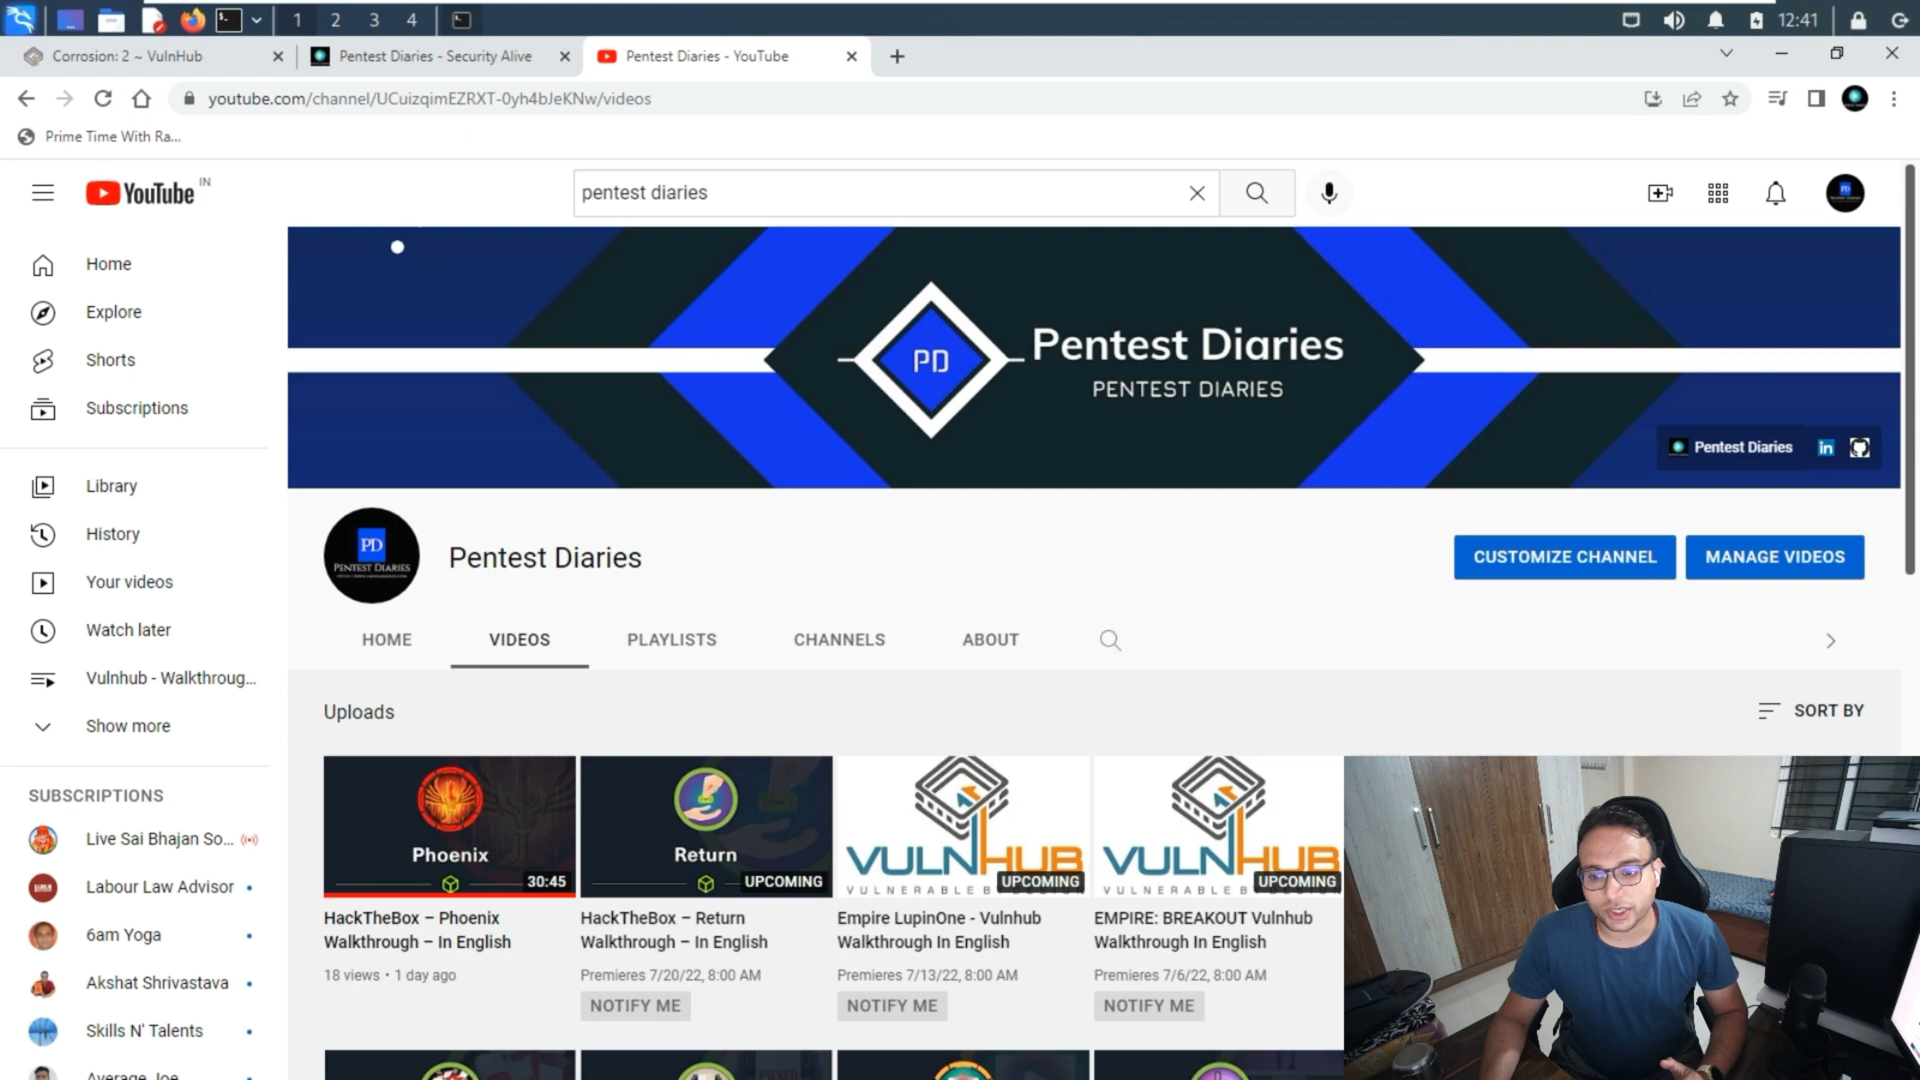 1 2 3 4
12:41
Corrosion: 2 ~ VulnHub
Pentest Diaries - Security Alive
Pentest Diaries - YouTube
youtube.com/channel/UCuizqimEZRXT-0yh4bJeKNw/videos
Prime Time With Ra...
YouTube IN
pentest diaries
Home
Explore
Shorts
Subscriptions
Library
History
Your videos
Watch later
Vulnhub - Walkthroug...
Show more
SUBSCRIPTIONS
Live Sai Bhajan So...
Labour Law Advisor
6am Yoga
Akshat Shrivastava
Skills N' Talents
Average Joe
PD
Pentest Diaries
PENTEST DIARIES
Pentest Diaries
in
PD
PENTEST DIARIES
Pentest Diaries
CUSTOMIZE CHANNEL
MANAGE VIDEOS
HOME
VIDEOS
PLAYLISTS
CHANNELS
ABOUT
Uploads
SORT BY
Phoenix
30:45
HackTheBox – Phoenix
Walkthrough – In English
18 views • 1 day ago
Return
UPCOMING
HackTheBox – Return
Walkthrough – In English
Premieres 7/20/22, 8:00 AM
NOTIFY ME
VULNHUB
UPCOMING
Empire LupinOne - Vulnhub
Walkthrough In English
Premieres 7/13/22, 8:00 AM
NOTIFY ME
VULNHUB
UPCOMING
EMPIRE: BREAKOUT Vulnhub
Walkthrough In English
Premieres 7/6/22, 8:00 AM
NOTIFY ME